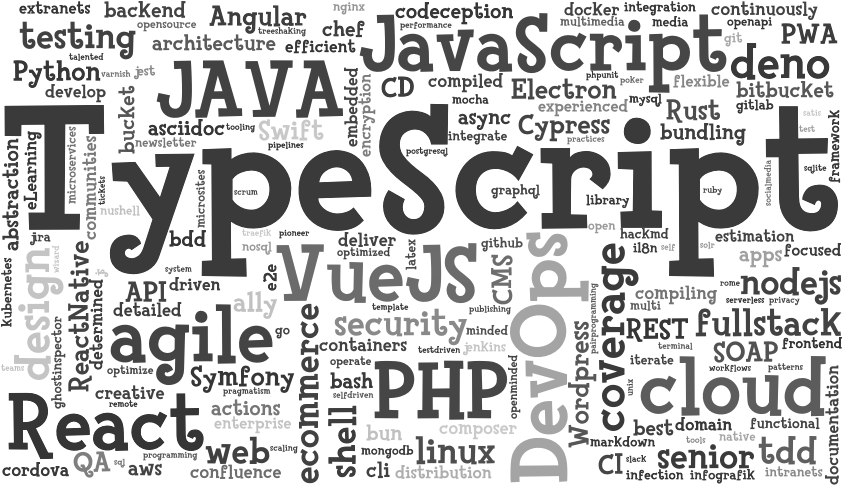 extranets
backend
opensource
Angular
treeshaking
nginx
chef
codeception
performance
docker
multimedia
integration
media
continuously
openapi
testing
talented
architecture
efficient
JavaScript
git
PWA
Python
varnish
jest
JAVA
embedded
encryption
CD
compiled
mocha
Electron
phpunit
poker
experienced
mysql
flexible
deno
bitbucket
gitlab
develop
bucket
asciidoc
tooling
Swift
newsletter
pipelines
async
integrate
Cypress
practices
Rust
bundling
satis
test
framework
TypeScript
abstraction
eLearning
microservices
communities
tickets
nushell
microsites
scrum
postgresql
graphql
library
ruby
socialmedia
sqlite
jira
bdd
traefik
pioneer
nosql
deliver
optimized
latex
github
open
hackmd
il8n
self
solr
estimation
apps
focused
Kubernetes
design
wizard
ReactNative
js
determined
system
API
driven
detailed
e2e
VueJS
CMS
DevOps
coverage
rome
nodejs
compiling
multi
serverless
privacy
a11y
template
publishing
pairprogramming
agile
go
security
minded
containers
testdriven
jenkins
REST
fullstack
terminal
SOAP
frontend
teams
ghostinspector
optimize
Symfony
pragmatism
ecommerce
operate
bash
selfdriven
PHP
openminded
Wordpress
iterate
workflows
patterns
unix
cloud
documentation
creative
remote
React
actions
enterprise
shell
bun
composer
best
domain
functional
cordova
QA
sql
programming
aws
web
scaling
confluence
mongodb
linux
cli
distribution
markdown
tools
native
CI
slack
senior
tdd
infection
infografik
intranets